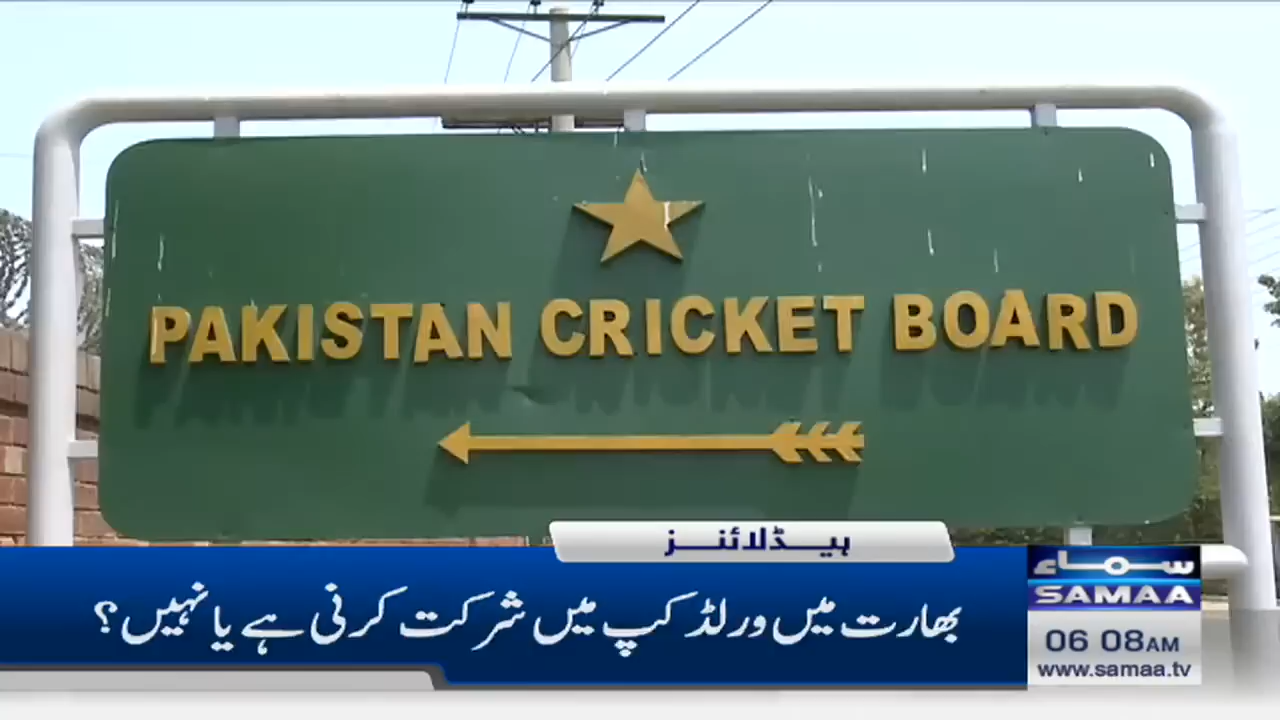 PAKISTAN CRICKET BOARD
ہیڈلائنز
بھارت میں ورلڈ کپ میں شرکت کرنی ہے یا نہیں؟
سماء
SAMAA
06 08AM
www.samaa.tv